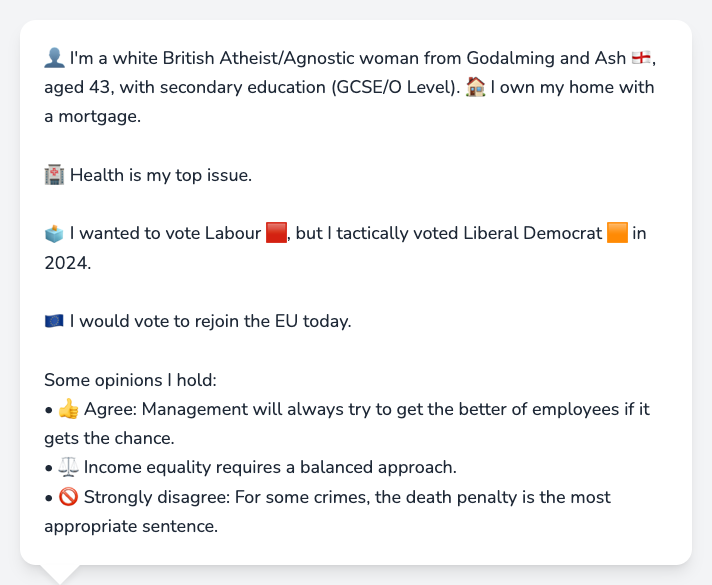 👤 I'm a white British Atheist/Agnostic woman from Godalming and Ash 🏴󠁧󠁢󠁥󠁮󠁧󠁿,
aged 43, with secondary education (GCSE/O Level). 🏠 I own my home with
a mortgage.
🏥 Health is my top issue.
🗳️ I wanted to vote Labour 🟥, but I tactically voted Liberal Democrat 🟧 in
2024.
🇪🇺 I would vote to rejoin the EU today.
Some opinions I hold:
• 👍 Agree: Management will always try to get the better of employees if it
gets the chance.
• ⚖️ Income equality requires a balanced approach.
• 🚫 Strongly disagree: For some crimes, the death penalty is the most
appropriate sentence.